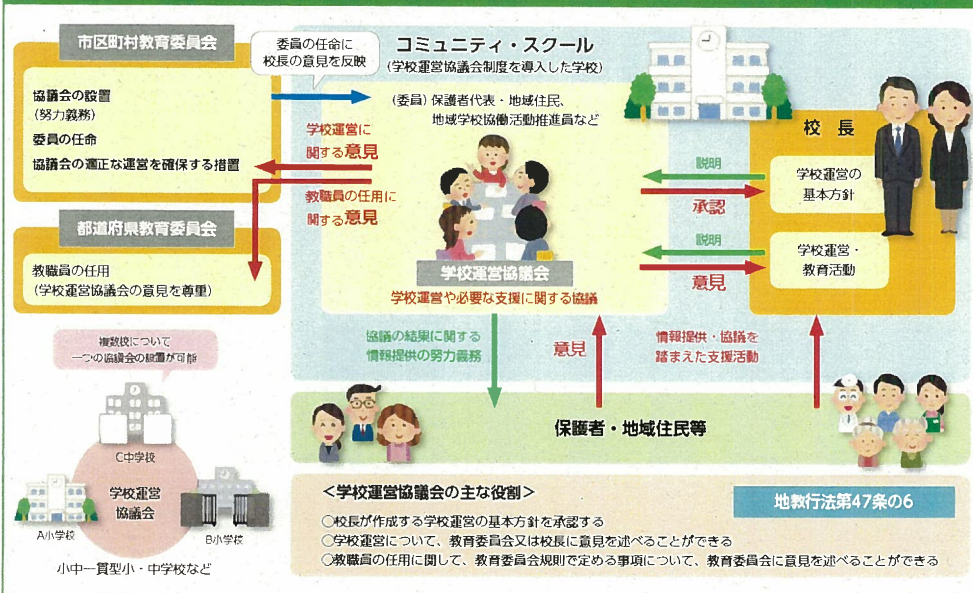 市区町村教育委員会
協議会の設置
(努力義務)
委員の任命
協議会の適正な運営を確保する措置
委員の任命に
校長の意見を反映
コミュニティ・スクール
(学校運営協議会制度を導入した学校)
(委員) 保護者代表・地域住民、
地域学校協働活動推進員など
学校運営に
関する意見
教職員の任用に
関する意見
都道府県教育委員会
教職員の任用
(学校運営協議会の意見を尊重)
学校運営協議会
学校運営や必要な支援に関する協議
説明
承認
説明
意見
校長
学校運営の
基本方針
学校運営・
教育活動
協議の結果に関する
情報提供の努力義務
意見
情報提供・協議を
踏まえた支援活動
保護者・地域住民等
複数校について
一つの協議会の設置が可能
C中学校
学校運営
協議会
A小学校
B小学校
小中一貫型小・中学校など
＜学校運営協議会の主な役割＞
地教行法第47条の6
○校長が作成する学校運営の基本方針を承認する
○学校運営について、教育委員会又は校長に意見を述べることができる
○教職員の任用に関して、教育委員会規則で定める事項について、教育委員会に意見を述べることができる